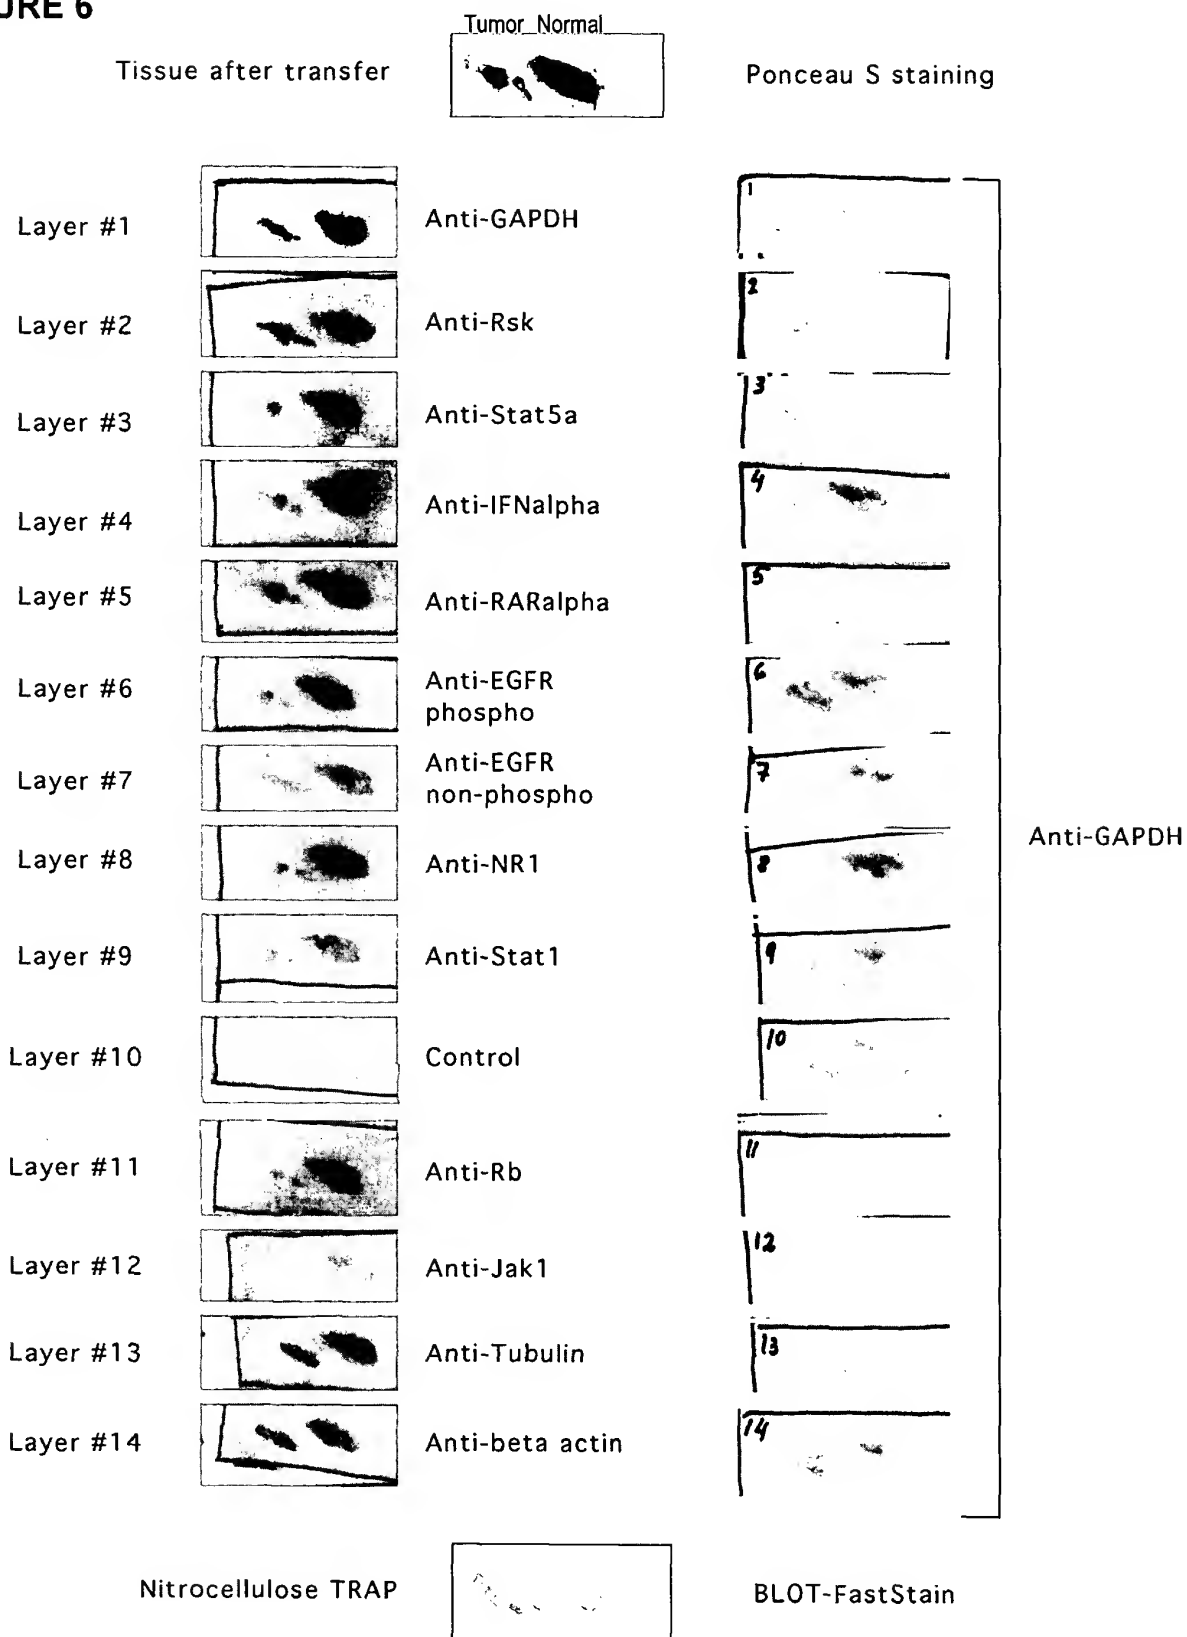 URE 6
Tumor Normal
Tissue after transfer
Ponceau S staining
Layer #1
Anti-GAPDH
1
Layer #2
Anti-Rsk
2
Layer #3
Anti-Stat5a
3
Layer #4
Anti-IFNalpha
4
Layer #5
Anti-RARalpha
5
Layer #6
Anti-EGFR
phospho
6
Layer #7
Anti-EGFR
non-phospho
7
Layer #8
Anti-NR1
8
Anti-GAPDH
Layer #9
Anti-Stat1
9
Layer #10
Control
10
Layer #11
Anti-Rb
11
Layer #12
Anti-Jak1
12
Layer #13
Anti-Tubulin
13
Layer #14
Anti-beta actin
14
Nitrocellulose TRAP
BLOT-FastStain